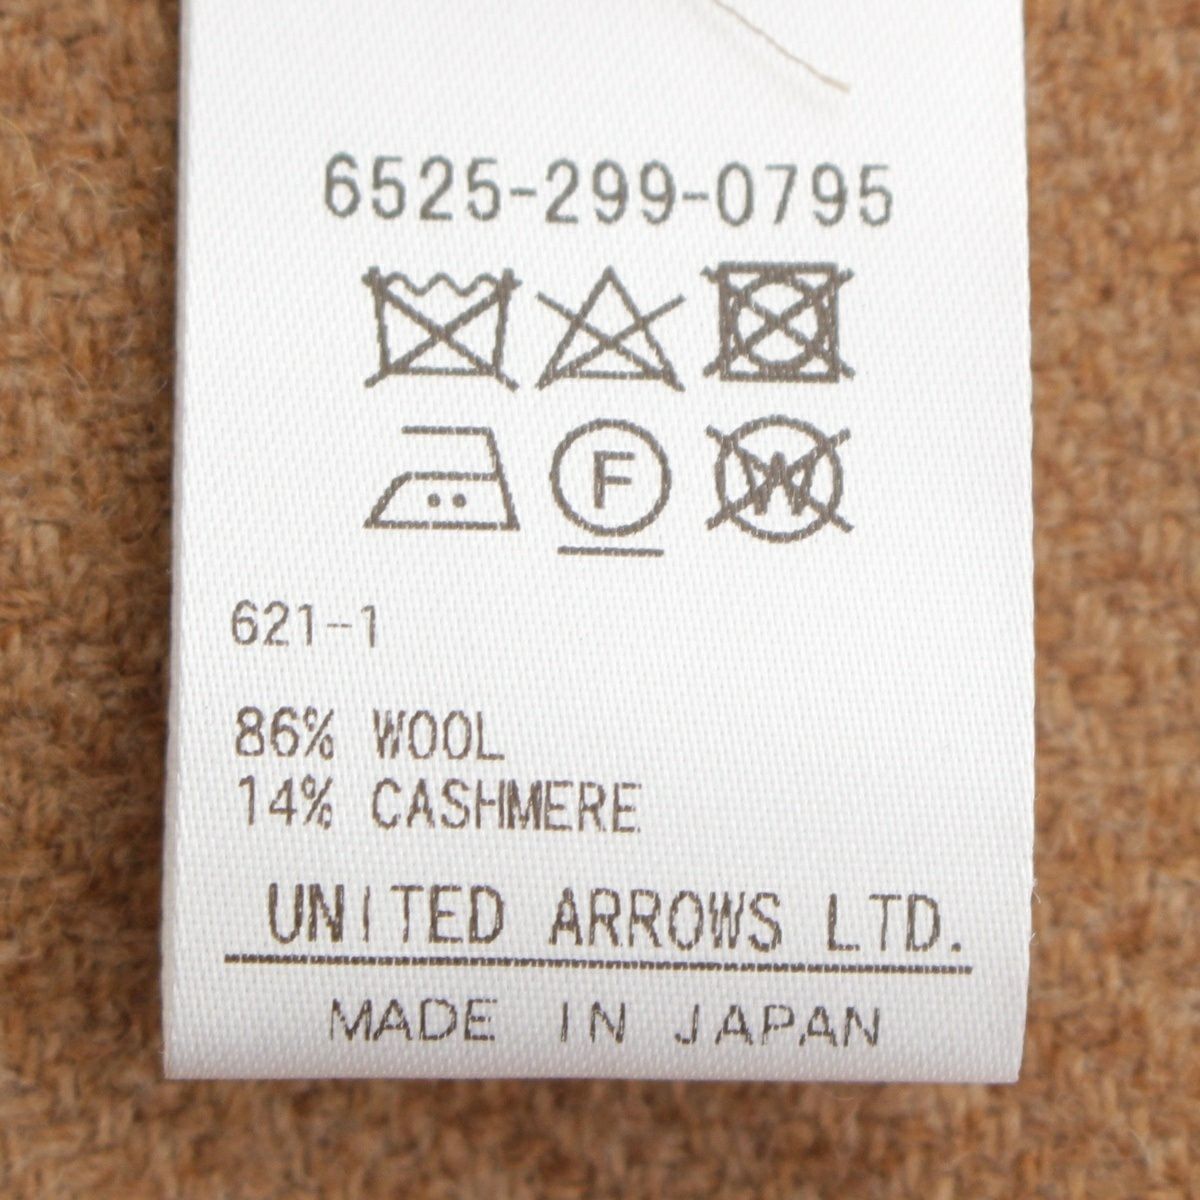 6525-299-0795
F W
621-1
86% WOOL
14% CASHMERE
UNITED ARROWS LTD.
MADE IN JAPAN